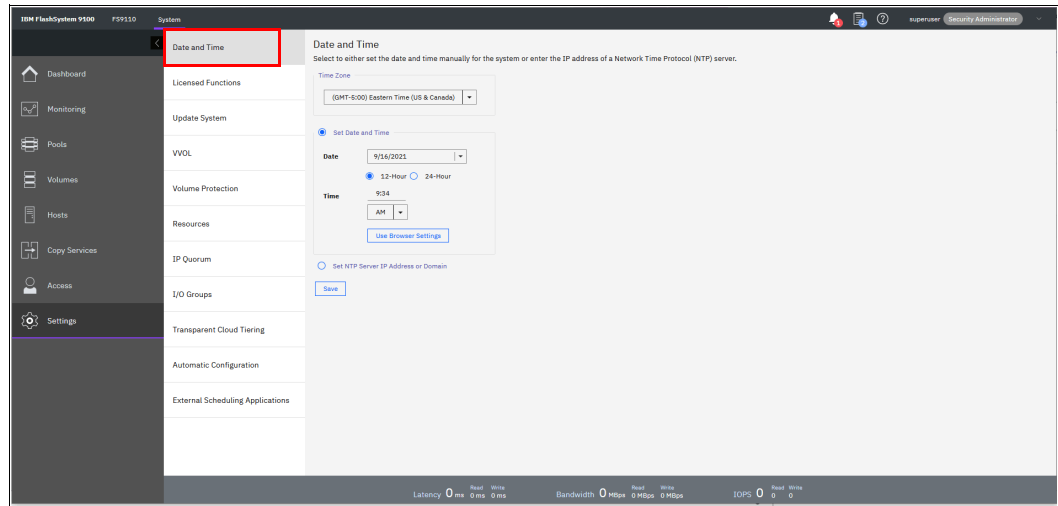 IBM FlashSystem 9100 FS9110 System
1 3 ? superuser Security Administrator
Dashboard
Monitoring
Pools
Volumes
Hosts
Copy Services
Access
Settings
Date and Time
Licensed Functions
Update System
VVOL
Volume Protection
Resources
IP Quorum
I/O Groups
Transparent Cloud Tiering
Automatic Configuration
External Scheduling Applications
Date and Time
Select to either set the date and time manually for the system or enter the IP address of a Network Time Protocol (NTP) server.
Time Zone
(GMT-5:00) Eastern Time (US & Canada)
Set Date and Time
Date 9/16/2021
12-Hour 24-Hour
Time 9:34
AM
Use Browser Settings
Set NTP Server IP Address or Domain
Save
Latency 0 ms Read 0 ms Write 0 ms Bandwidth 0 MBps Read 0 MBps Write 0 MBps IOPS 0 Read 0 Write 0